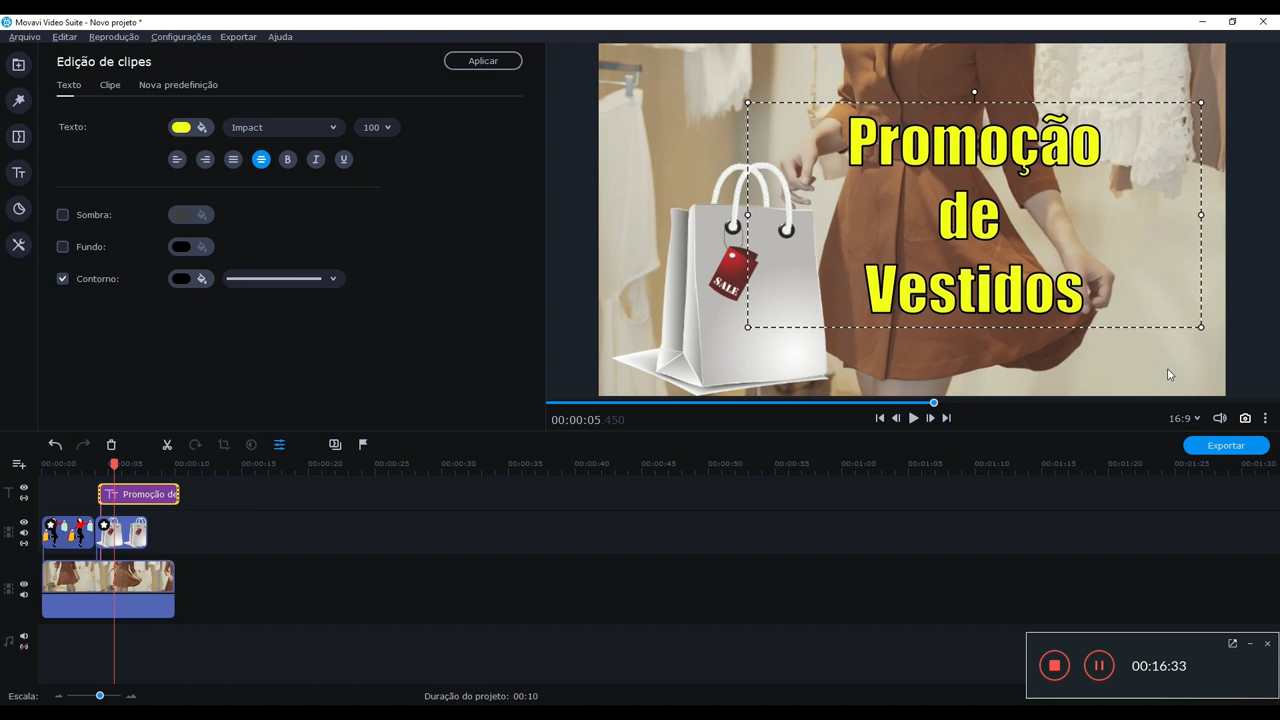 Movavi Video Suite - Novo projeto *
Arquivo Editar Reprodução Configurações Exportar Ajuda
Edição de clipes
Aplicar
Texto Clipe Nova predefinição
Texto:
Impact
100
B I U
Sombra:
Fundo:
Contorno:
Promoção
de
Vestidos
SALE
00:00:05.450
16:9
Exportar
00:00:00 00:00:05 00:00:10 00:00:15 00:00:20 00:00:25 00:00:30 00:00:35 00:00:40 00:00:45 00:00:50 00:00:55 00:01:00 00:01:05 00:01:10 00:01:15 00:01:20 00:01:25 00:01:30
Promoção de
00:16:33
Escala:
Duração do projeto: 00:10